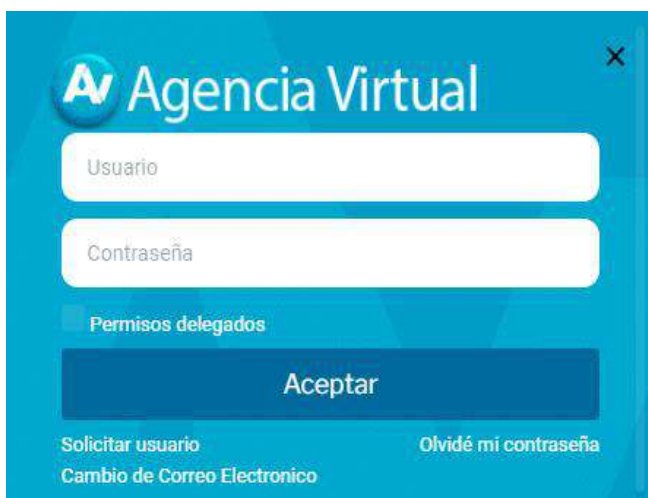 AV Agencia Virtual
Usuario
Contraseña
Permisos delegados
Aceptar
Solicitar usuario Olvidé mi contraseña
Cambio de Correo Electronico